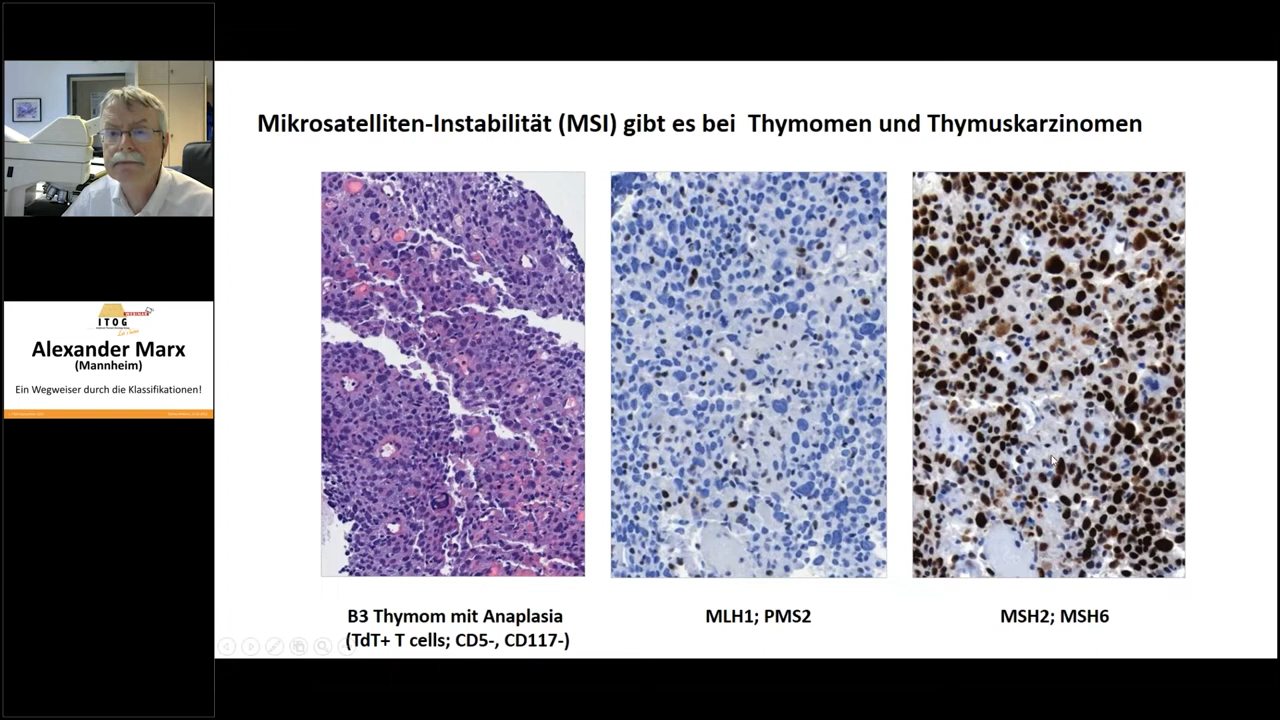 Mikrosatelliten-Instabilität (MSI) gibt es bei Thymomen und Thymuskarzinomen
WEBINAR
ITOG
Alexander Marx
(Mannheim)
Ein Wegweiser durch die Klassifikationen!
B3 Thymom mit Anaplasia
(TdT+ T cells; CD5-, CD117-)
MLH1; PMS2
MSH2; MSH6